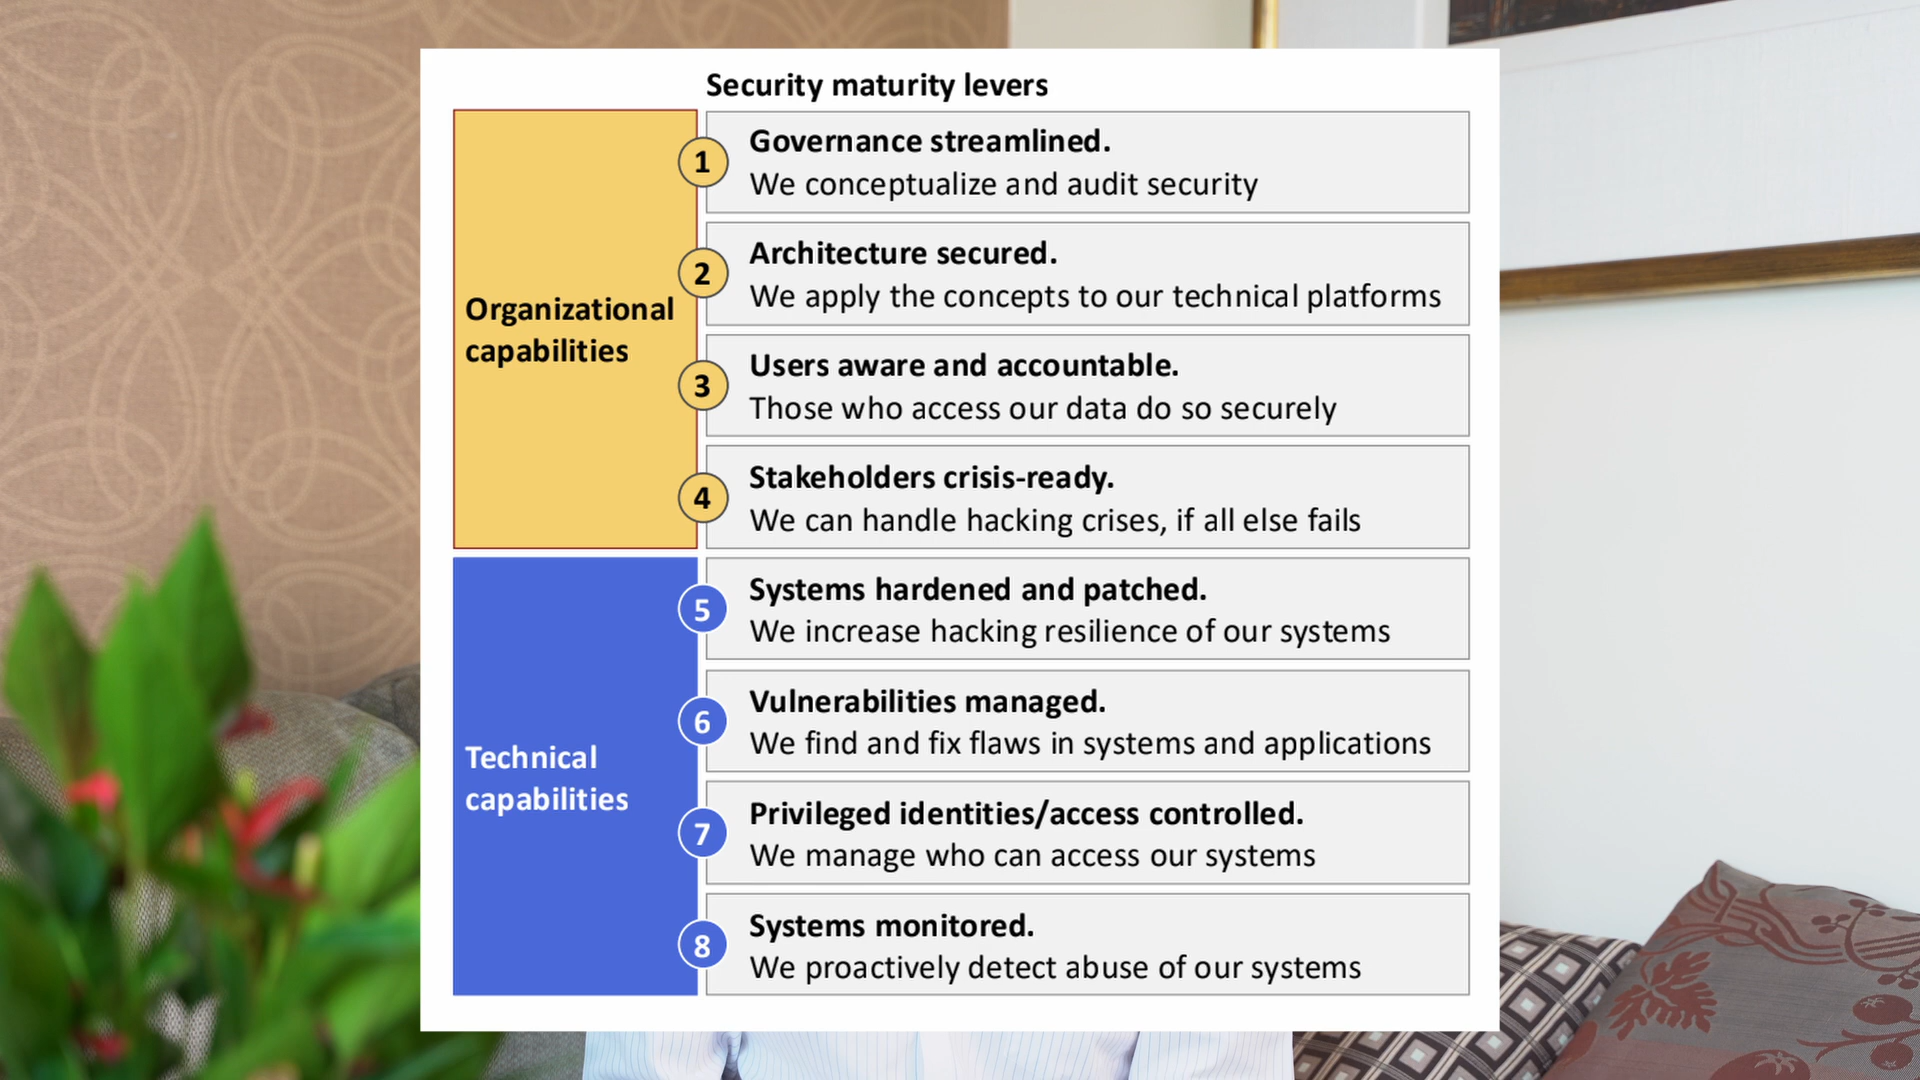 Security maturity levers
Organizational
capabilities
1
Governance streamlined.
We conceptualize and audit security
2
Architecture secured.
We apply the concepts to our technical platforms
3
Users aware and accountable.
Those who access our data do so securely
4
Stakeholders crisis-ready.
We can handle hacking crises, if all else fails
Technical
capabilities
5
Systems hardened and patched.
We increase hacking resilience of our systems
6
Vulnerabilities managed.
We find and fix flaws in systems and applications
7
Privileged identities/access controlled.
We manage who can access our systems
8
Systems monitored.
We proactively detect abuse of our systems